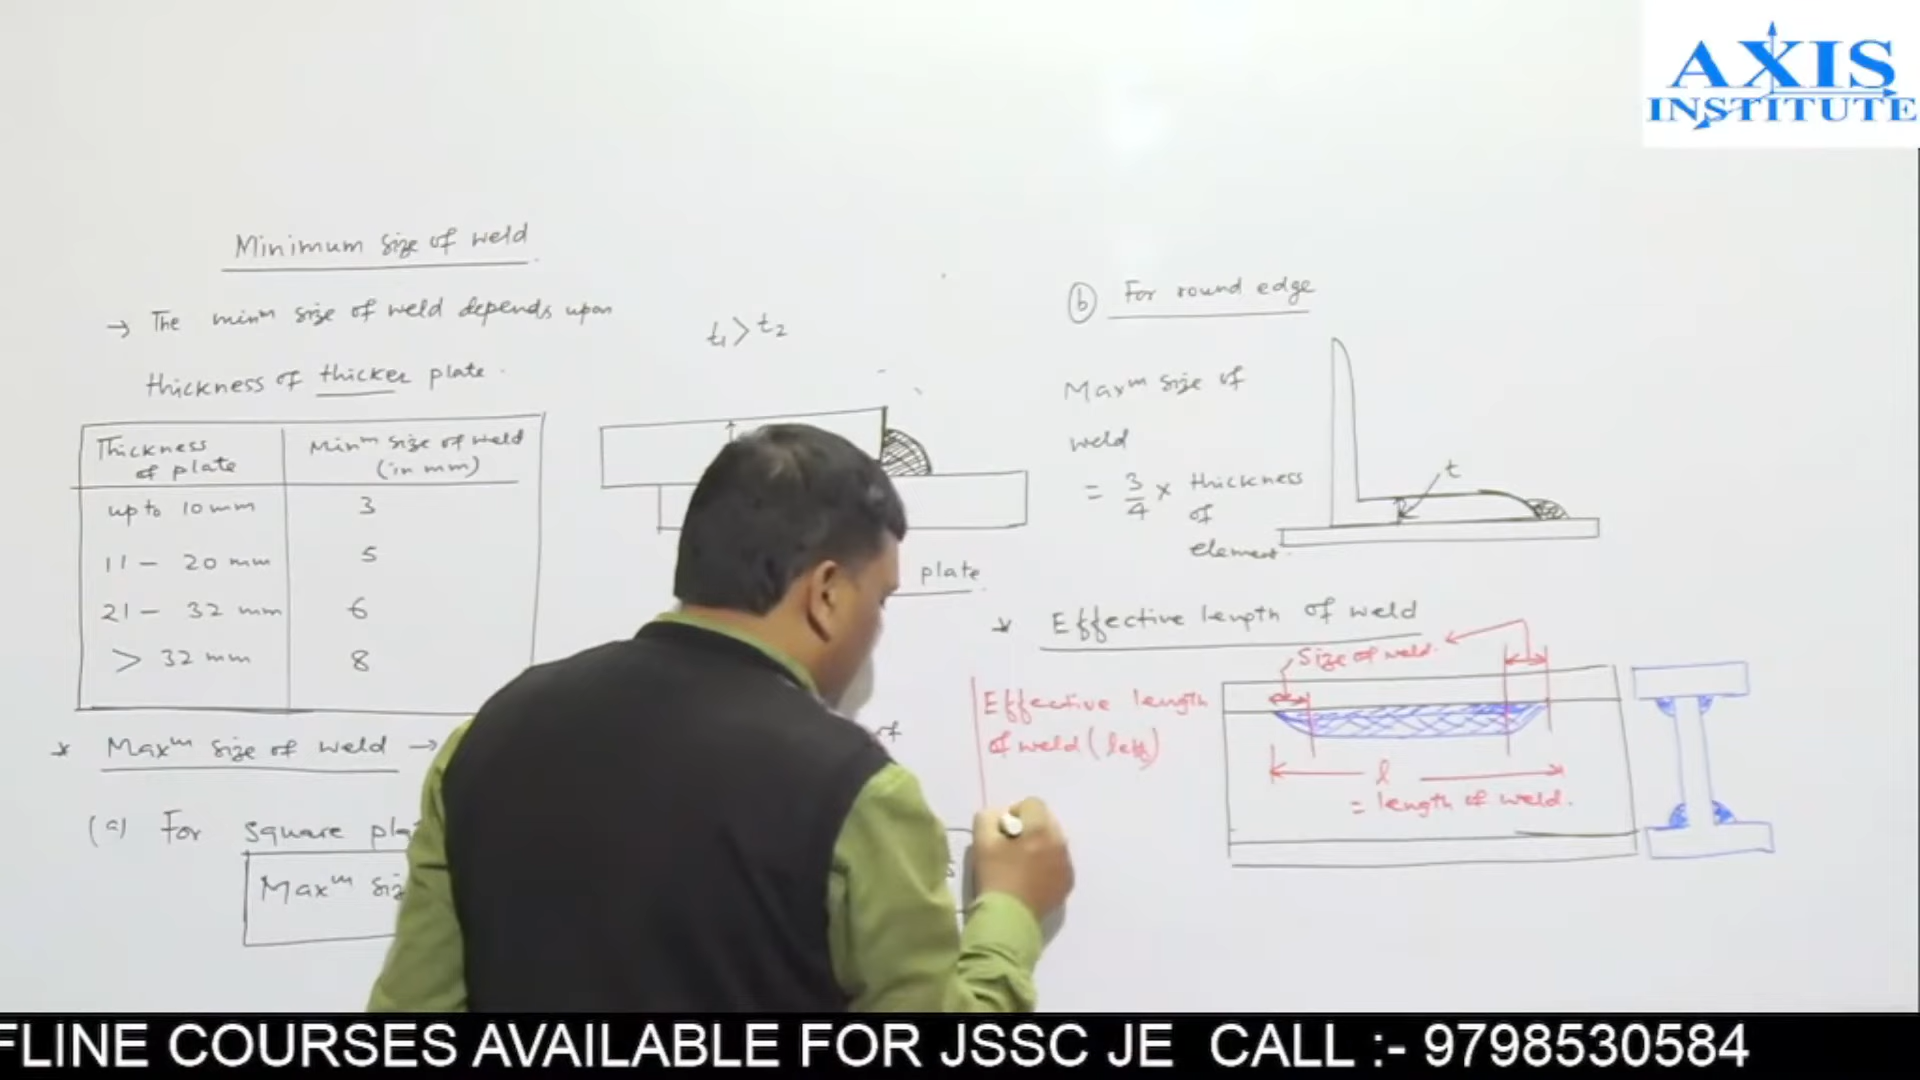 AXIS
INSTITUTE
Minimum size of weld
→ The minm size of weld depends upon
thickness of thicker plate.
Thickness of plate
Minm size of weld (in mm)
up to 10 mm 3
11 - 20 mm 5
21 - 32 mm 6
> 32 mm 8
* Maxm size of weld →
(a) For square pla
Maxm siz
t1 > t2
plate
of
(b) For round edge
Maxm size of
weld
= 3/4 x thickness
of
element.
t
* Effective length of weld
Size of weld.
Effective length
of weld (leff)
l
= length of weld.
FLINE COURSES AVAILABLE FOR JSSC JE CALL :- 9798530584